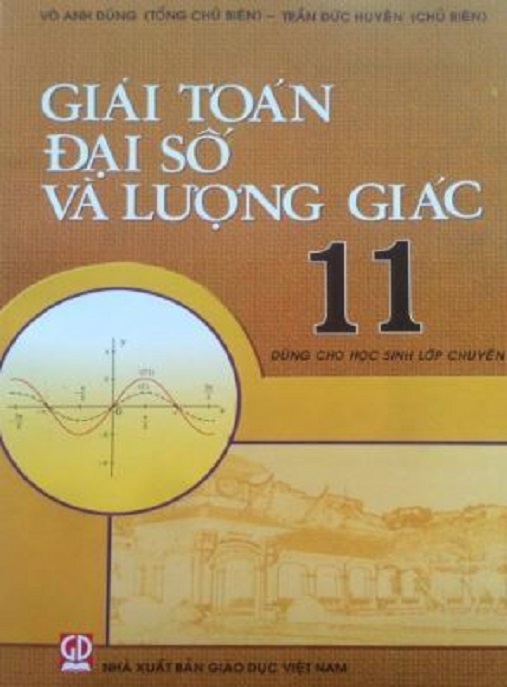 VÕ ANH DŨNG (TỔNG CHỦ BIÊN) – TRẦN ĐỨC HUYÊN (CHỦ BIÊN)
GIẢI TOÁN
ĐẠI SỐ
VÀ LƯỢNG GIÁC
11
DÙNG CHO HỌC SINH LỚP CHUYÊN
y
x
O
GD
NHÀ XUẤT BẢN GIÁO DỤC VIỆT NAM